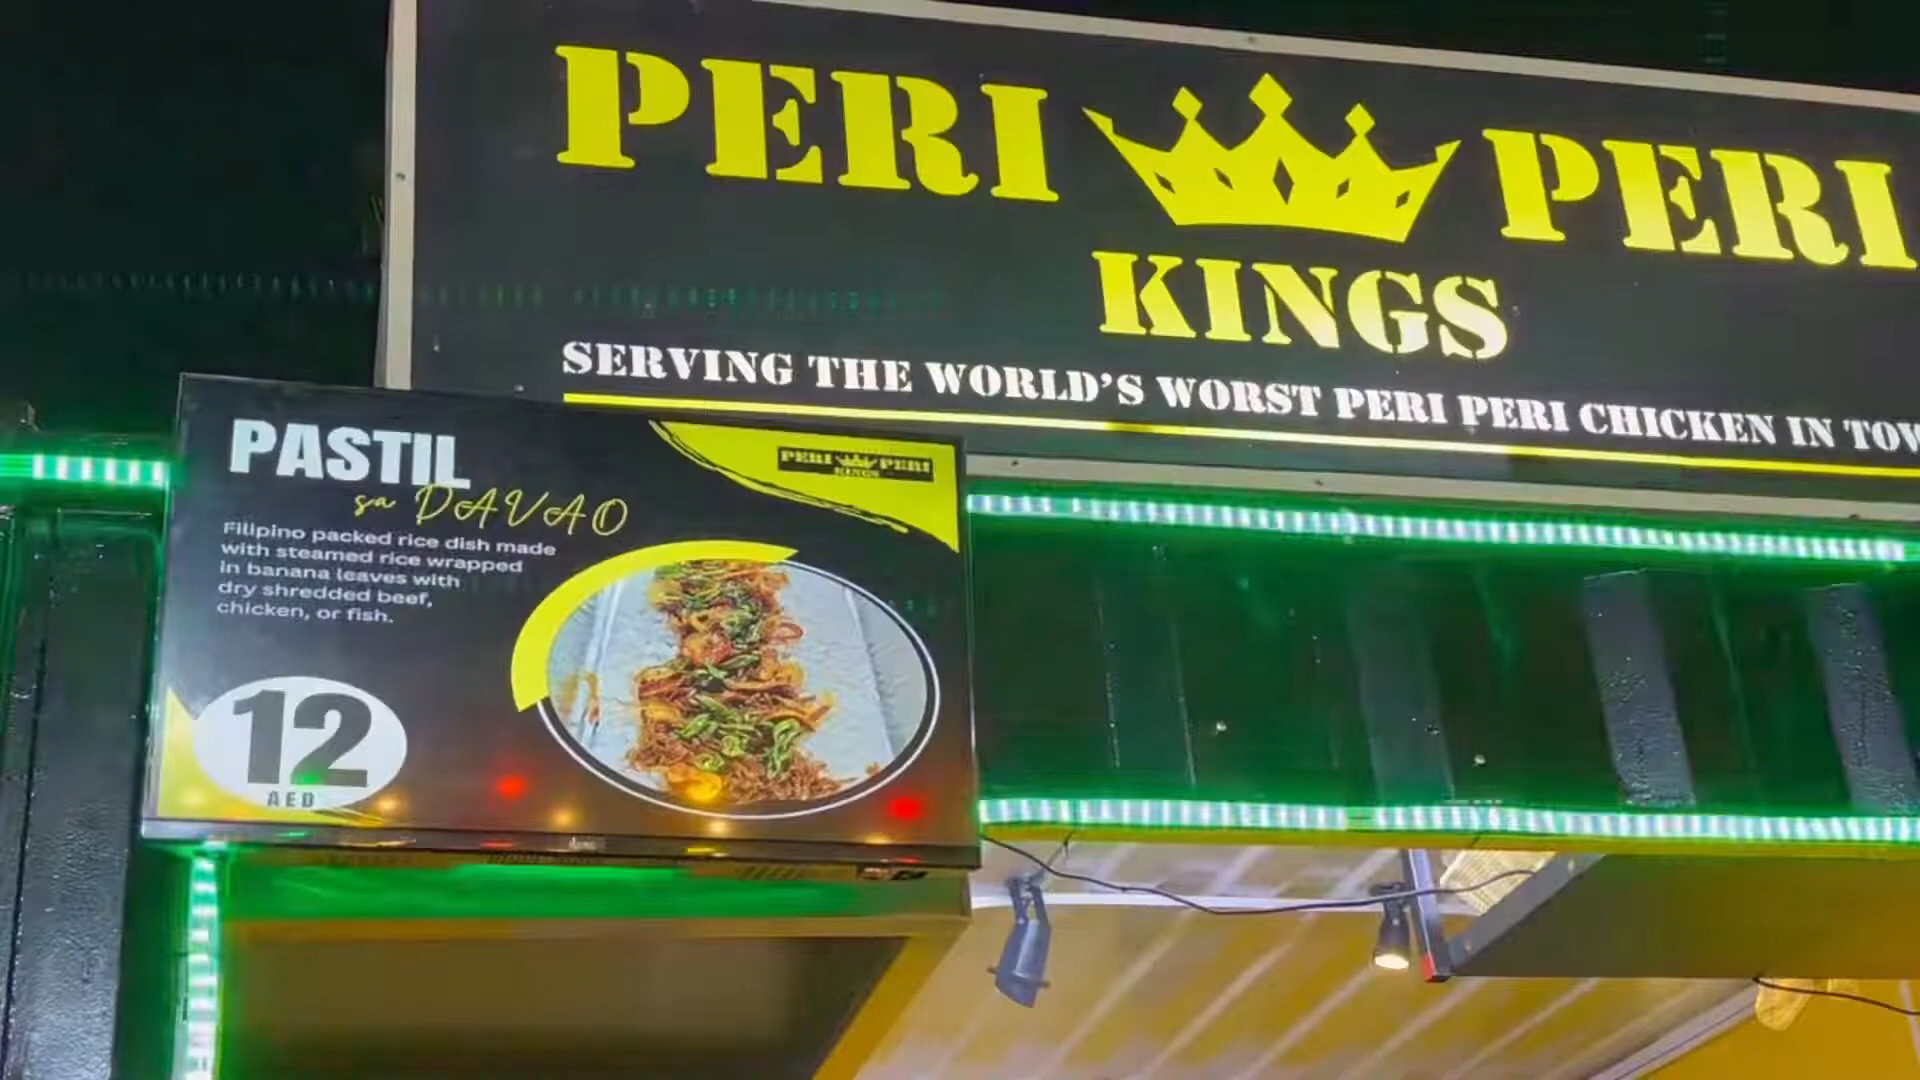 PERI PERI
KINGS
SERVING THE WORLD'S WORST PERI PERI CHICKEN IN TOW
PASTIL
sa DAVAO
PERI PERI
KINGS
Filipino packed rice dish made
with steamed rice wrapped
in banana leaves with
dry shredded beef,
chicken, or fish.
12
AED